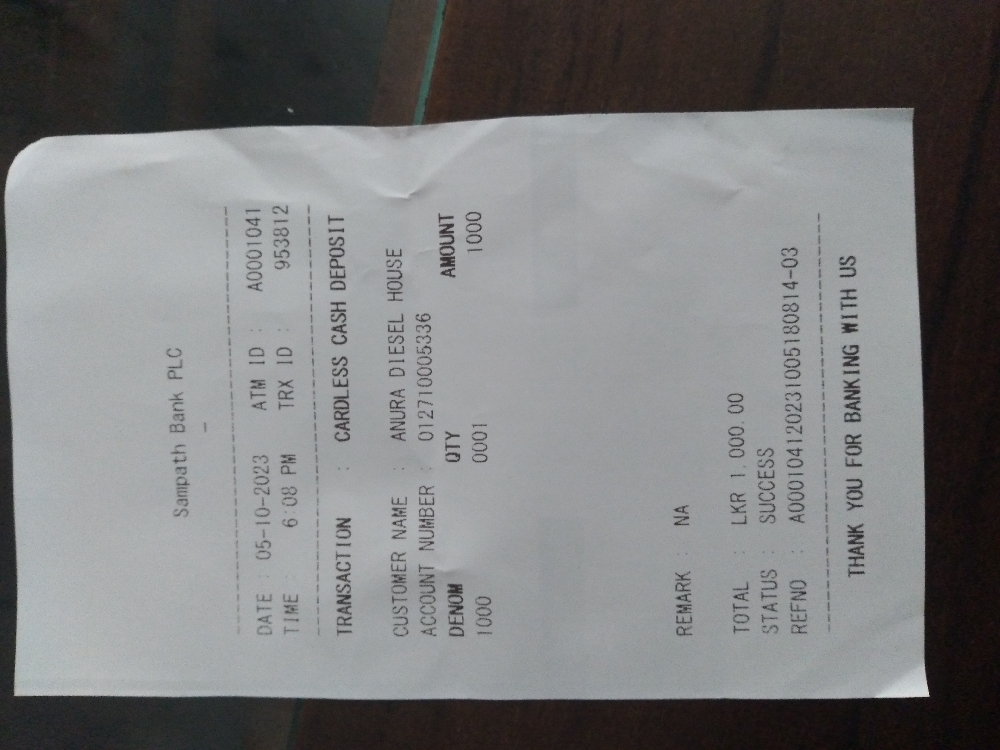 Sampath Bank PLC
DATE : 05-10-2023 ATM ID : A0001041
TIME : 6:08 PM TRX ID : 953812
TRANSACTION : CARDLESS CASH DEPOSIT
CUSTOMER NAME : ANURA DIESEL HOUSE
ACCOUNT NUMBER : 012710005336
DENOM QTY AMOUNT
1000 0001 1000
REMARK : NA
TOTAL : LKR 1,000.00
STATUS : SUCCESS
REFNO : A000104120231005180814-03
THANK YOU FOR BANKING WITH US